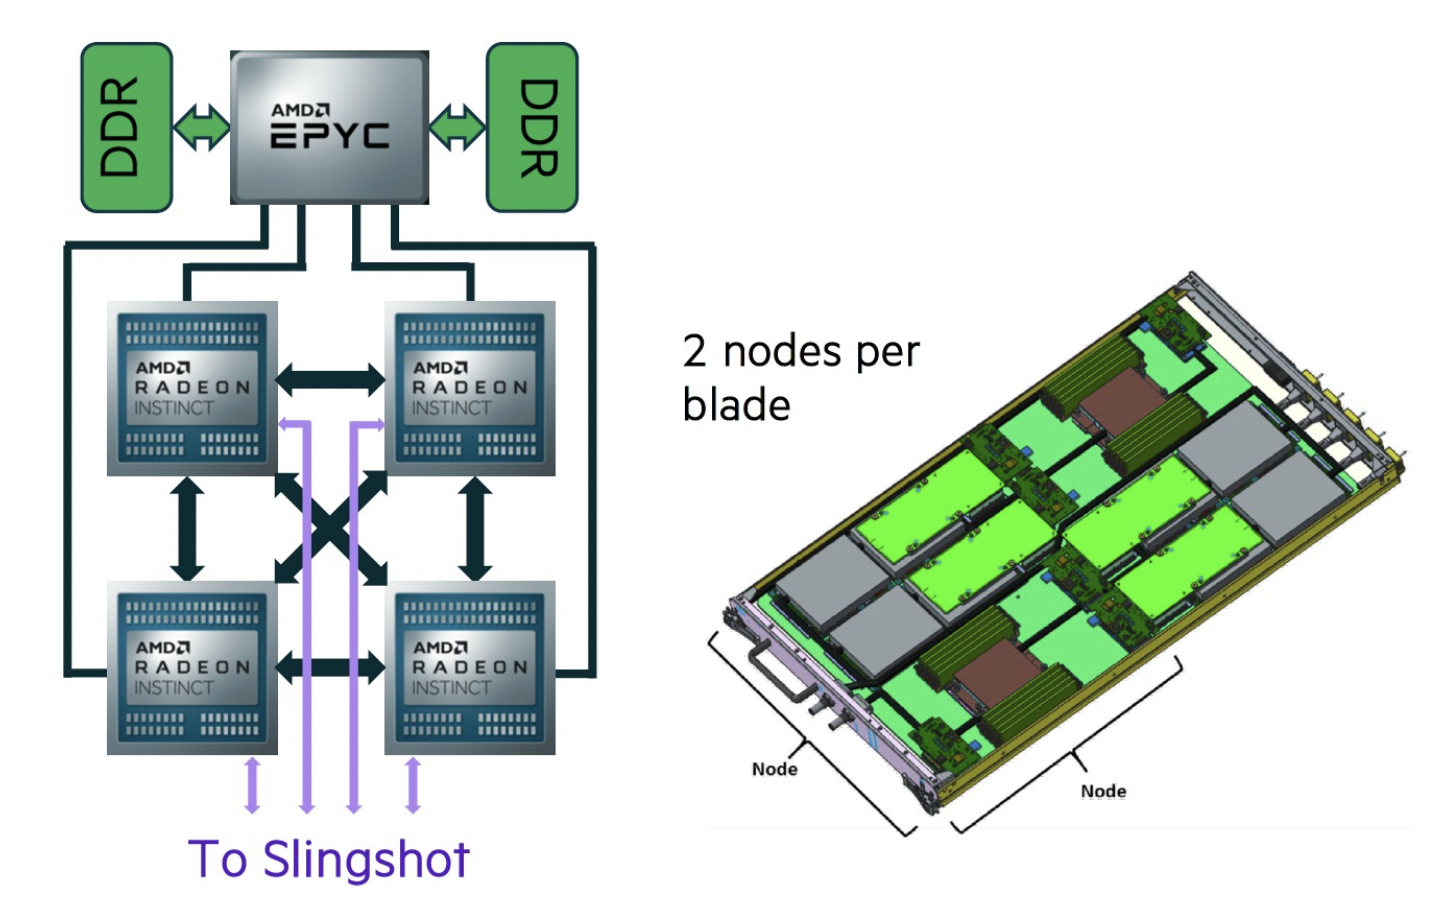 DDR
AMD
EPYC
DDR
AMD
RADEON
INSTINCT
AMD
RADEON
INSTINCT
AMD
RADEON
INSTINCT
AMD
RADEON
INSTINCT
To Slingshot
2 nodes per
blade
Node
Node